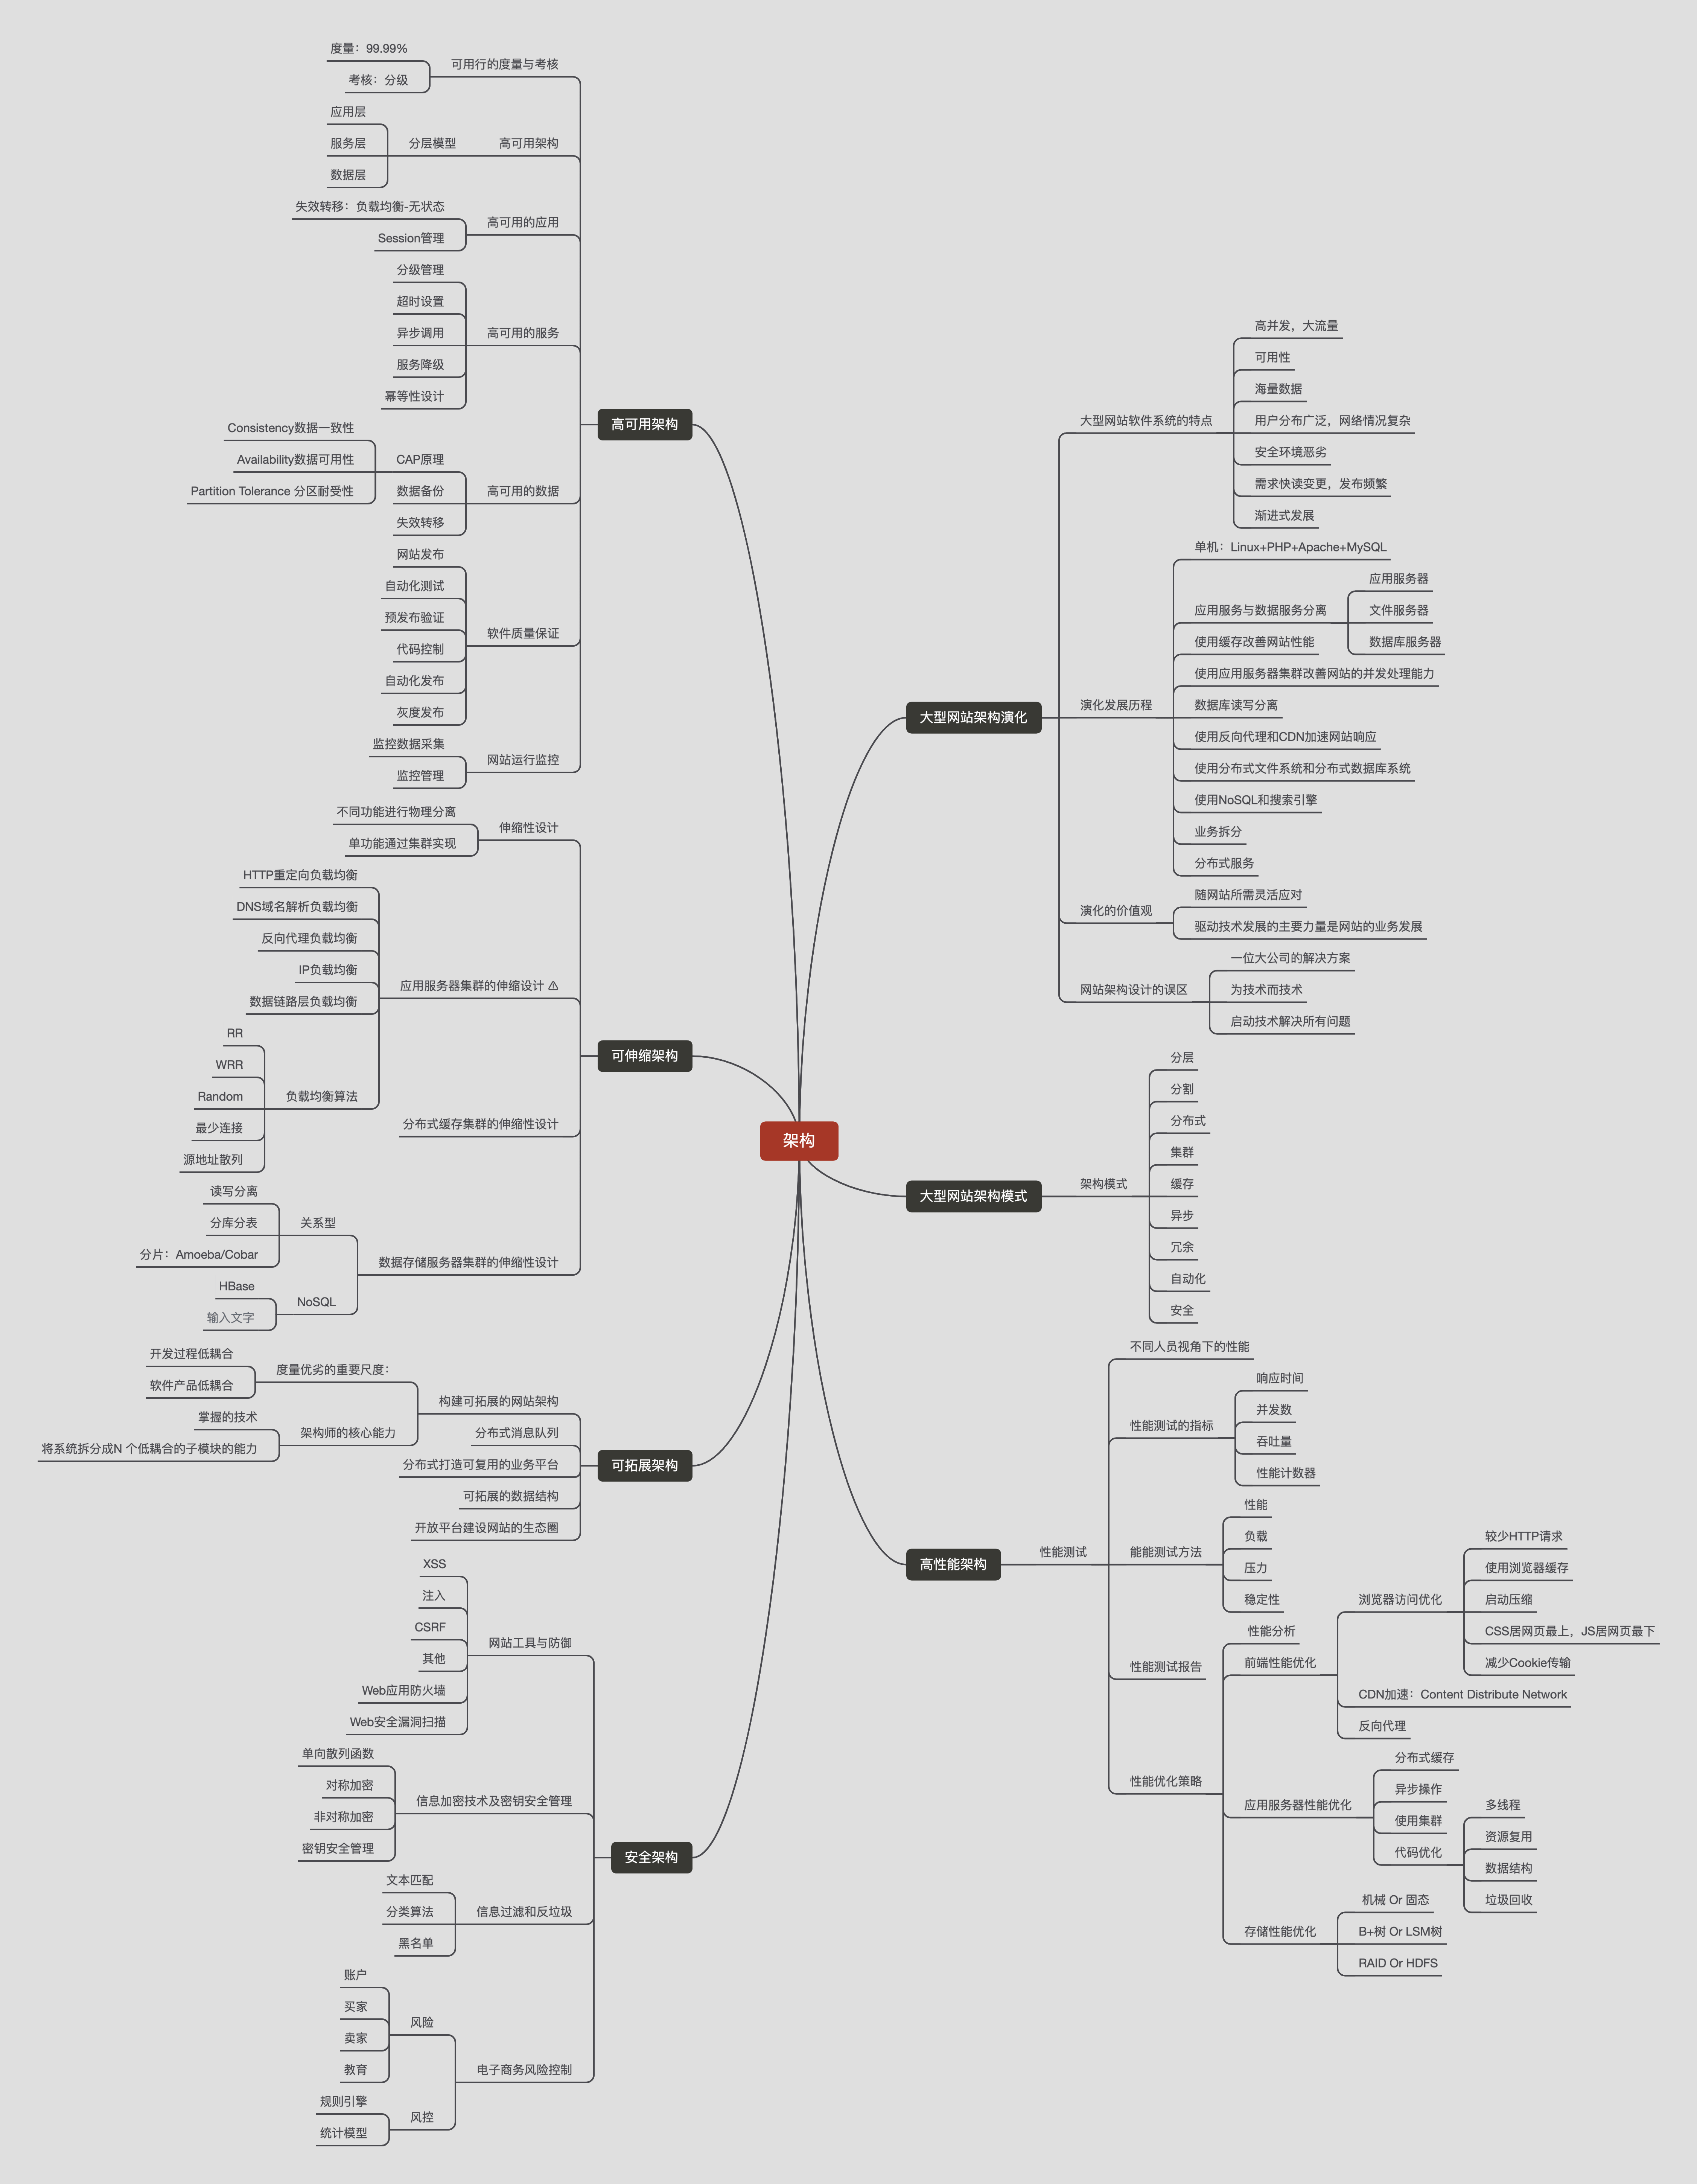 架构
大型网站架构演化
大型网站软件系统的特点
高并发，大流量
可用性
海量数据
用户分布广泛，网络情况复杂
安全环境恶劣
需求快读变更，发布频繁
渐进式发展
演化发展历程
单机：Linux+PHP+Apache+MySQL
应用服务与数据服务分离
应用服务器
文件服务器
数据库服务器
使用缓存改善网站性能
使用应用服务器集群改善网站的并发处理能力
数据库读写分离
使用反向代理和CDN加速网站响应
使用分布式文件系统和分布式数据库系统
使用NoSQL和搜索引擎
业务拆分
分布式服务
演化的价值观
随网站所需灵活应对
驱动技术发展的主要力量是网站的业务发展
网站架构设计的误区
一位大公司的解决方案
为技术而技术
启动技术解决所有问题
大型网站架构模式
架构模式
分层
分割
分布式
集群
缓存
异步
冗余
自动化
安全
高性能架构
性能测试
不同人员视角下的性能
性能测试的指标
响应时间
并发数
吞吐量
性能计数器
能能测试方法
性能
负载
压力
稳定性
性能测试报告
性能优化策略
性能分析
前端性能优化
浏览器访问优化
较少HTTP请求
使用浏览器缓存
启动压缩
CSS居网页最上，JS居网页最下
减少Cookie传输
CDN加速：Content Distribute Network
反向代理
应用服务器性能优化
分布式缓存
异步操作
使用集群
代码优化
多线程
资源复用
数据结构
垃圾回收
存储性能优化
机械 Or 固态
B+树 Or LSM树
RAID Or HDFS
高可用架构
可用行的度量与考核
度量：99.99%
考核：分级
高可用架构
分层模型
应用层
服务层
数据层
高可用的应用
失效转移：负载均衡-无状态
Session管理
高可用的服务
分级管理
超时设置
异步调用
服务降级
幂等性设计
高可用的数据
CAP原理
Consistency数据一致性
Availability数据可用性
Partition Tolerance 分区耐受性
数据备份
失效转移
软件质量保证
网站发布
自动化测试
预发布验证
代码控制
自动化发布
灰度发布
网站运行监控
监控数据采集
监控管理
可伸缩架构
伸缩性设计
不同功能进行物理分离
单功能通过集群实现
应用服务器集群的伸缩设计 ⚠
HTTP重定向负载均衡
DNS域名解析负载均衡
反向代理负载均衡
IP负载均衡
数据链路层负载均衡
负载均衡算法
RR
WRR
Random
最少连接
源地址散列
分布式缓存集群的伸缩性设计
数据存储服务器集群的伸缩性设计
关系型
读写分离
分库分表
分片：Amoeba/Cobar
NoSQL
HBase
输入文字
可拓展架构
构建可拓展的网站架构
度量优劣的重要尺度：
开发过程低耦合
软件产品低耦合
架构师的核心能力
掌握的技术
将系统拆分成N 个低耦合的子模块的能力
分布式消息队列
分布式打造可复用的业务平台
可拓展的数据结构
开放平台建设网站的生态圈
安全架构
网站工具与防御
XSS
注入
CSRF
其他
Web应用防火墙
Web安全漏洞扫描
信息加密技术及密钥安全管理
单向散列函数
对称加密
非对称加密
密钥安全管理
信息过滤和反垃圾
文本匹配
分类算法
黑名单
电子商务风险控制
风险
账户
买家
卖家
教育
风控
规则引擎
统计模型